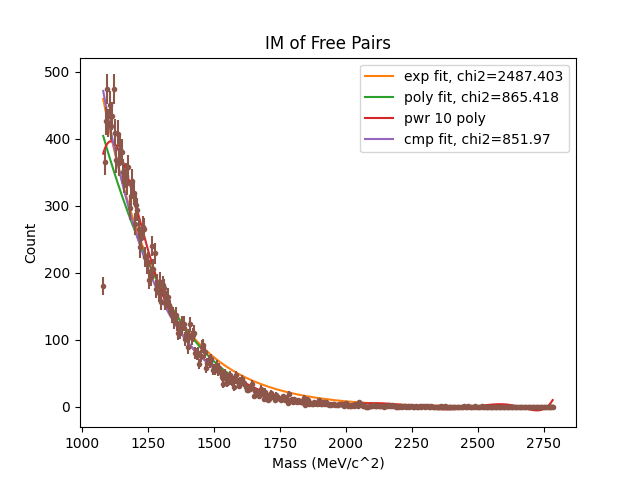 IM of Free Pairs
exp fit, chi2=2487.403
poly fit, chi2=865.418
pwr 10 poly
cmp fit, chi2=851.97
Count
500
400
300
200
100
0
1000 1250 1500 1750 2000 2250 2500 2750
Mass (MeV/c^2)